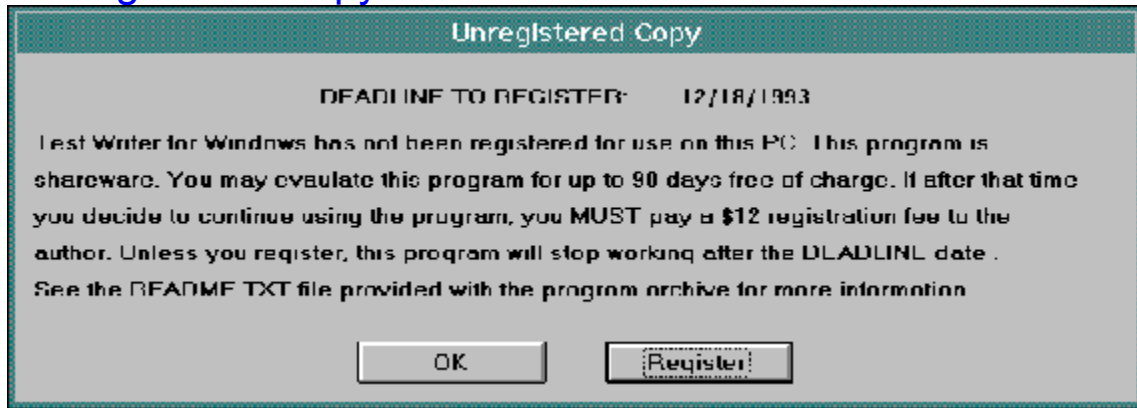 Unregistered Copy
DEADLINE TO REGISTER: 12/18/1993
Test Writer for Windows has not been registered for use on this PC. This program is
shareware. You may evaulate this program for up to 90 days free of charge. If after that time
you decide to continue using the program, you MUST pay a $12 registration fee to the
author. Unless you register, this program will stop working after the DEADLINE date .
See the README.TXT file provided with the program archive for more information
OK
Register